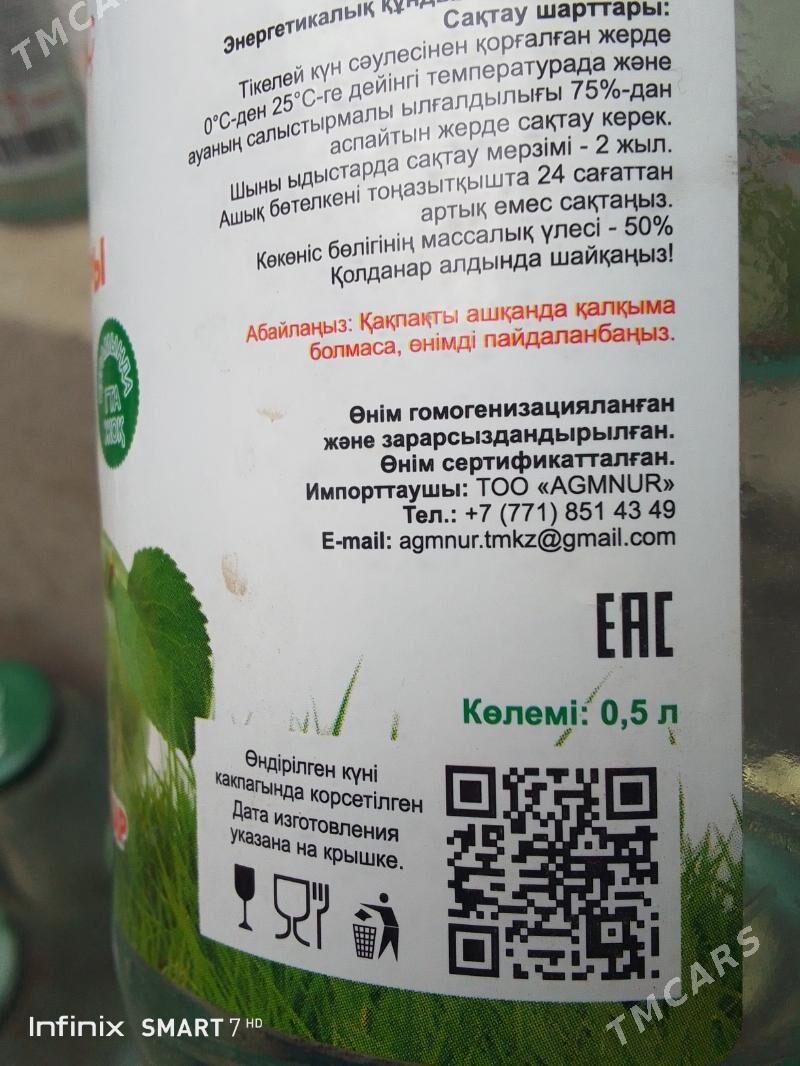 TMCARS
Энергетикалық
Сақтау шарттары:
Тікелей күн сәулесінен қорғалған жерде
0°С-ден 25°С-ге дейінгі температурада және
ауаның салыстырмалы ылғалдылығы 75%-дан
аспайтын жерде сақтау керек.
Шыны ыдыстарда сақтау мерзімі - 2 жыл.
Ашық бөтелкені тоңазытқышта 24 сағаттан
артық емес сақтаңыз.
Көкөніс бөлігінің массалық үлесі - 50%
Қолданар алдында шайқаңыз!
Абайлаңыз: Қақпақты ашқанда қалқыма
болмаса, өнімді пайдаланбаңыз.
Өнім гомогенизацияланған
және зарарсыздандырылған.
Өнім сертификатталған.
Импорттаушы: ТОО «AGMNUR»
Тел.: +7 (771) 851 43 49
E-mail: agmnur.tmkz@gmail.com
ЕАС
Көлемі: 0,5 л
Өндірілген күні
какпагында корсетілген
Дата изготовления
указана на крышке.
TMCARS
Infinix SMART 7 HD